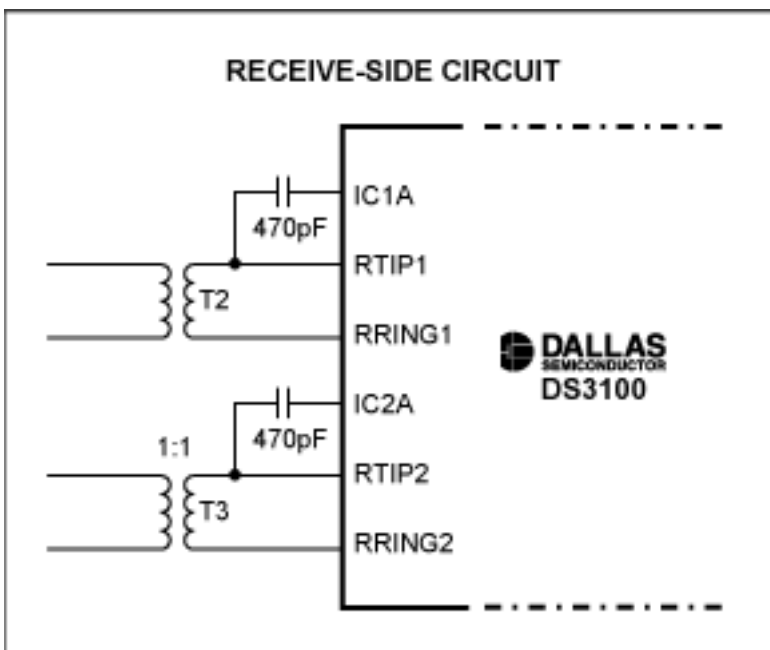 RECEIVE-SIDE CIRCUIT
IC1A
470pF
RTIP1
T2
RRING1
DALLAS
SEMICONDUCTOR
DS3100
IC2A
470pF
1:1
RTIP2
T3
RRING2